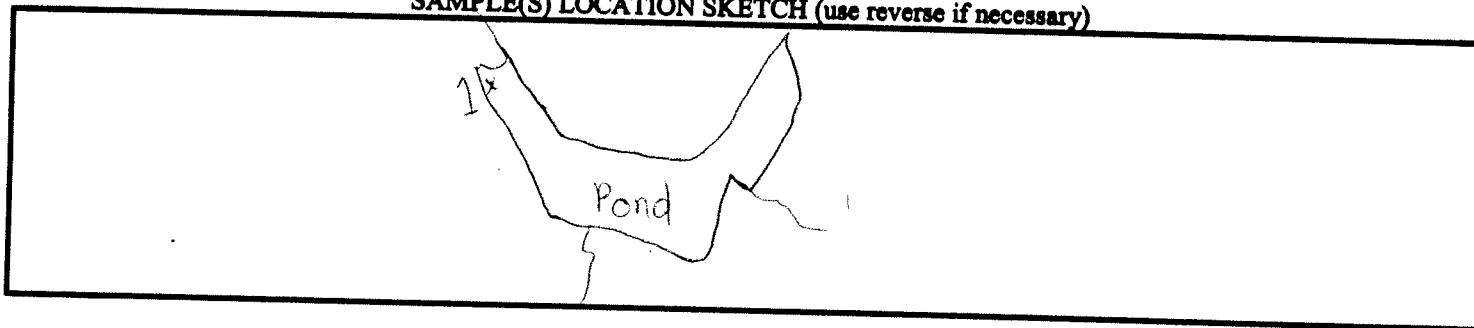 SAMPLE(S) LOCATION SKETCH (use reverse if necessary)
1 x
Pond